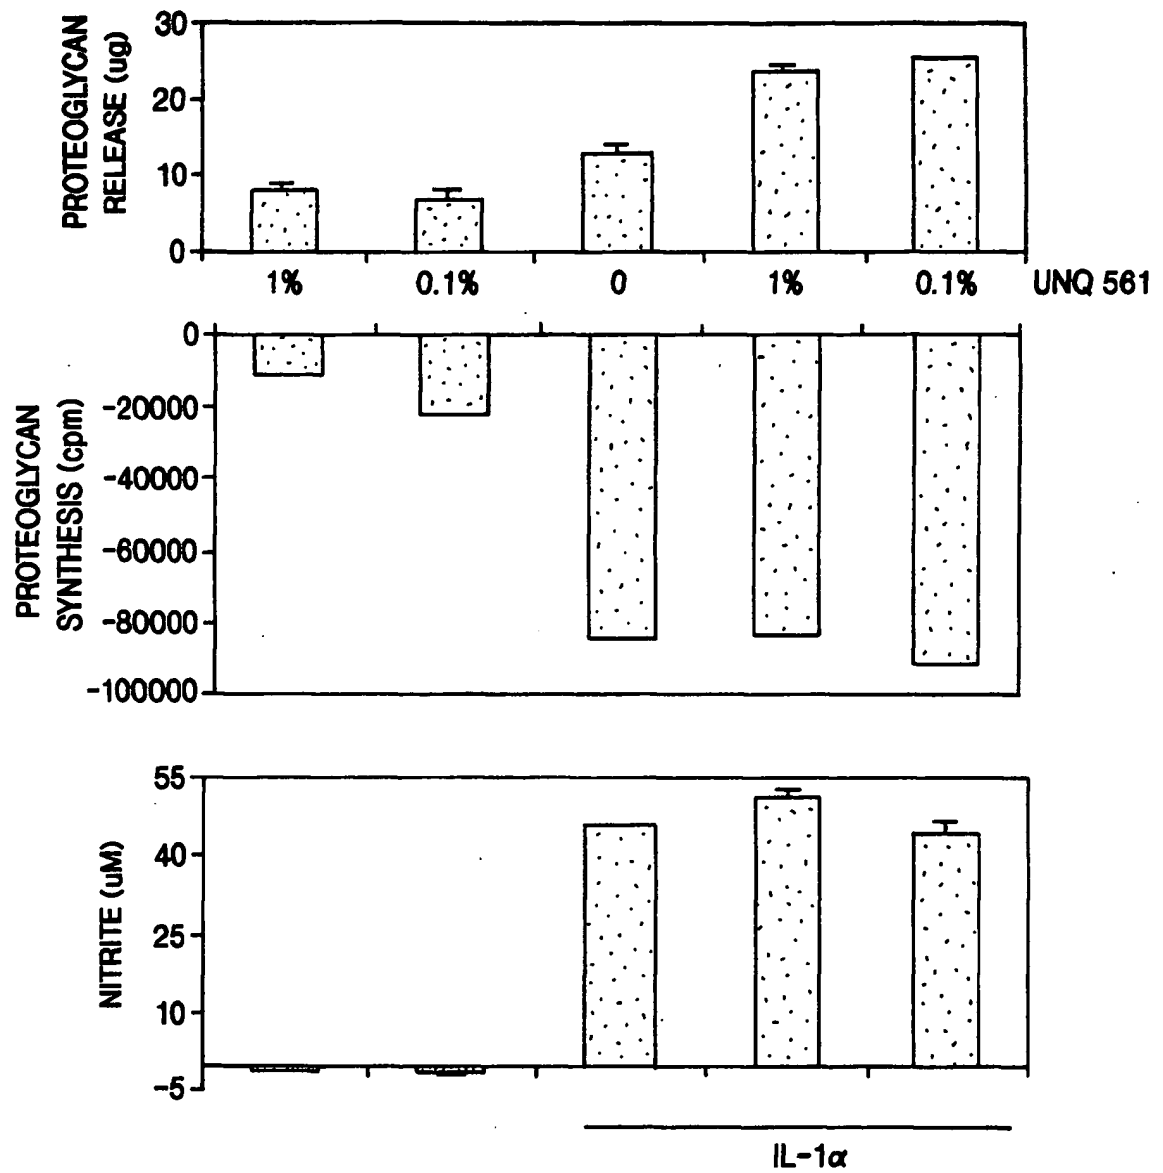 PROTEOGLYCAN
RELEASE (ug)
30
20
10
0
1% 0.1% 0 1% 0.1% UNQ 561
PROTEOGLYCAN
SYNTHESIS (cpm)
0
-20000
-40000
-60000
-80000
-100000
NITRITE (uM)
55
40
25
10
-5
IL-1α